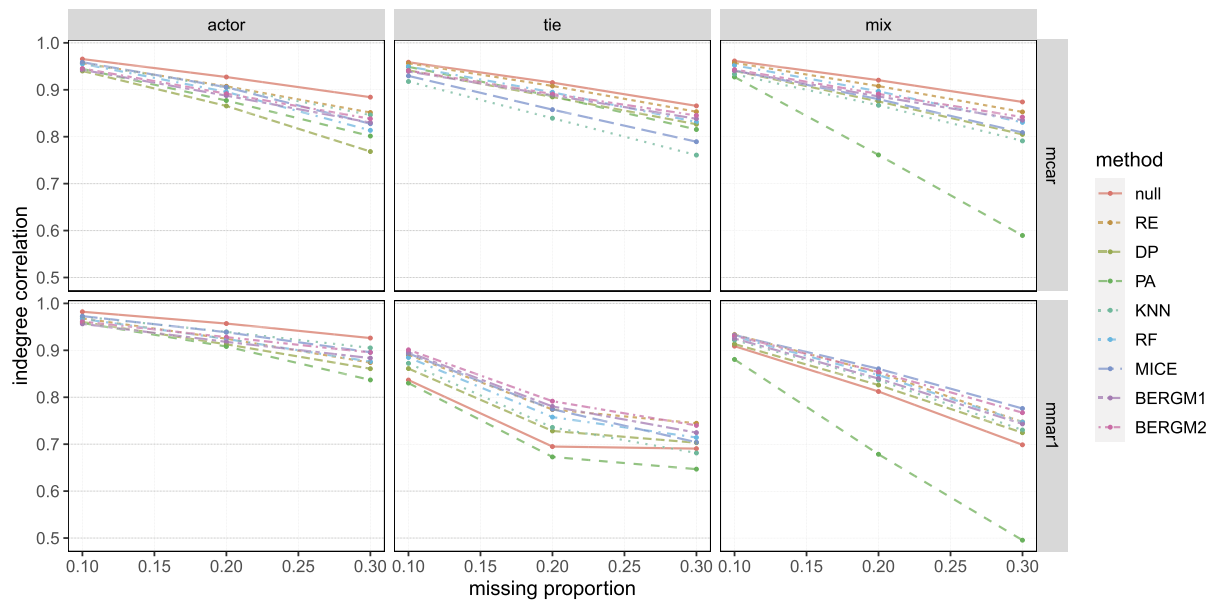 actor
tie
mix
1.0
0.9
0.8
0.7
0.6
0.5
mcar
1.0
0.9
0.8
0.7
0.6
0.5
mnar1
indegree correlation
0.10
0.15
0.20
0.25
0.30
0.10
0.15
0.20
0.25
0.30
0.10
0.15
0.20
0.25
0.30
missing proportion
method
null
RE
DP
PA
KNN
RF
MICE
BERGM1
BERGM2